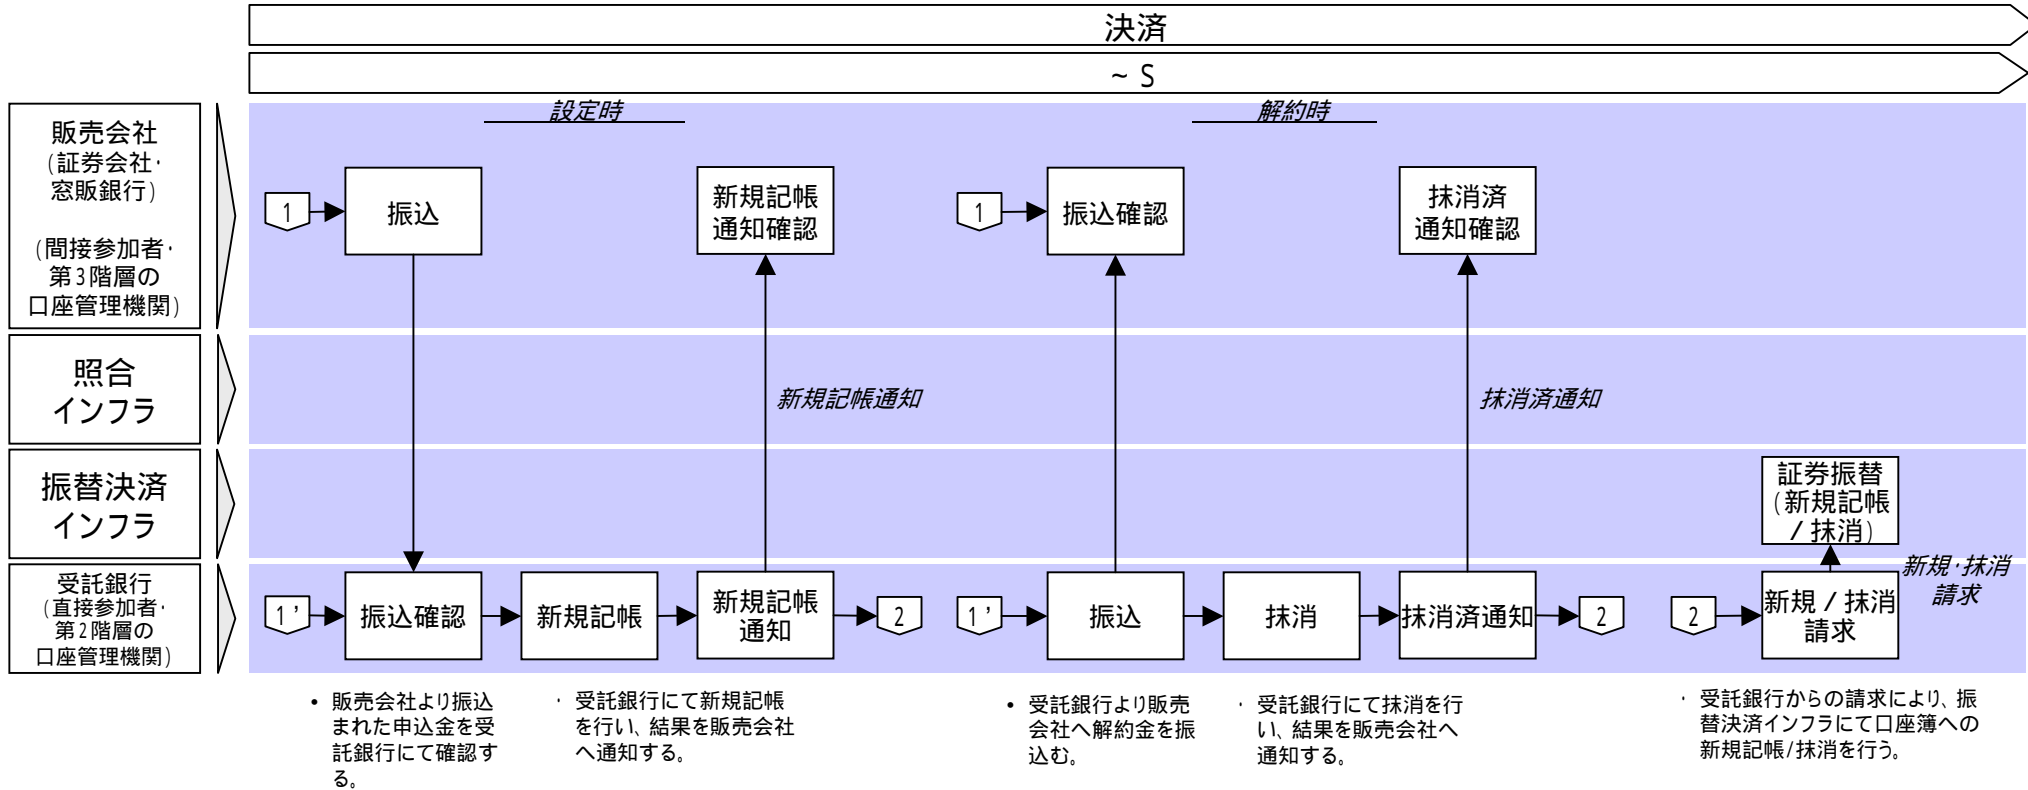 決済
~ S
販売会社
(証券会社・
窓販銀行)
(間接参加者・
第3階層の
口座管理機関)
設定時
解約時
1
振込
新規記帳
通知確認
1
振込確認
抹消済
通知確認
照合
インフラ
新規記帳通知
抹消済通知
振替決済
インフラ
証券振替
(新規記帳
/ 抹消)
受託銀行
(直接参加者・
第2階層の
口座管理機関)
1'
振込確認
新規記帳
新規記帳
通知
2
1'
振込
抹消
抹消済通知
2
2
新規 / 抹消
請求
新規・抹消
請求
• 販売会社より振込
まれた申込金を受
託銀行にて確認す
る。
・ 受託銀行にて新規記帳
を行い、結果を販売会社
へ通知する。
• 受託銀行より販売
会社へ解約金を振
込む。
・ 受託銀行にて抹消を行
い、結果を販売会社へ
通知する。
・ 受託銀行からの請求により、振
替決済インフラにて口座簿への
新規記帳/抹消を行う。